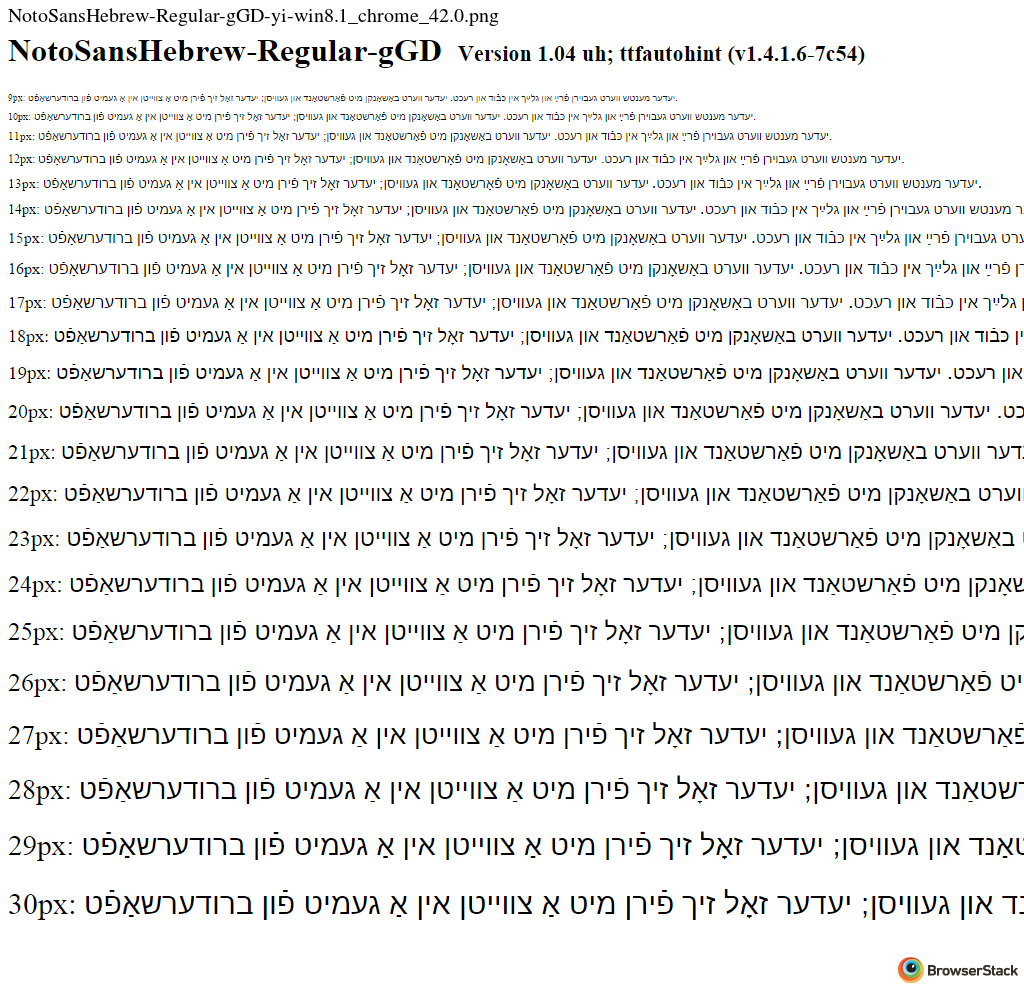 NotoSansHebrew-Regular-gGD-yi-win8.1_chrome_42.0.png
NotoSansHebrew-Regular-gGD Version 1.04 uh; ttfautohint (v1.4.1.6-7c54)
9px: יעדער מענטש ווערט געבוירן פֿרײַ און גלײַך אין כּבֿוד און רעכט. יעדער ווערט באַשאָנקן מיט פֿאַרשטאַנד און געוויסן; יעדער זאָל זיך פֿירן מיט אַ צווייטן אין אַ געמיט פֿון ברודערשאַפֿט.
10px: יעדער מענטש ווערט געבוירן פֿרײַ און גלײַך אין כּבֿוד און רעכט. יעדער ווערט באַשאָנקן מיט פֿאַרשטאַנד און געוויסן; יעדער זאָל זיך פֿירן מיט אַ צווייטן אין אַ געמיט פֿון ברודערשאַפֿט.
11px: יעדער מענטש ווערט געבוירן פֿרײַ און גלײַך אין כּבֿוד און רעכט. יעדער ווערט באַשאָנקן מיט פֿאַרשטאַנד און געוויסן; יעדער זאָל זיך פֿירן מיט אַ צווייטן אין אַ געמיט פֿון ברודערשאַפֿט.
12px: יעדער מענטש ווערט געבוירן פֿרײַ און גלײַך אין כּבֿוד און רעכט. יעדער ווערט באַשאָנקן מיט פֿאַרשטאַנד און געוויסן; יעדער זאָל זיך פֿירן מיט אַ צווייטן אין אַ געמיט פֿון ברודערשאַפֿט.
13px: יעדער מענטש ווערט געבוירן פֿרײַ און גלײַך אין כּבֿוד און רעכט. יעדער ווערט באַשאָנקן מיט פֿאַרשטאַנד און געוויסן; יעדער זאָל זיך פֿירן מיט אַ צווייטן אין אַ געמיט פֿון ברודערשאַפֿט.
14px: מענטש ווערט געבוירן פֿרײַ און גלײַך אין כּבֿוד און רעכט. יעדער ווערט באַשאָנקן מיט פֿאַרשטאַנד און געוויסן; יעדער זאָל זיך פֿירן מיט אַ צווייטן אין אַ געמיט פֿון ברודערשאַפֿט
15px: געבוירן פֿרײַ און גלײַך אין כּבֿוד און רעכט. יעדער ווערט באַשאָנקן מיט פֿאַרשטאַנד און געוויסן; יעדער זאָל זיך פֿירן מיט אַ צווייטן אין אַ געמיט פֿון ברודערשאַפֿט
16px: פֿרײַ און גלײַך אין כּבֿוד און רעכט. יעדער ווערט באַשאָנקן מיט פֿאַרשטאַנד און געוויסן; יעדער זאָל זיך פֿירן מיט אַ צווייטן אין אַ געמיט פֿון ברודערשאַפֿט
17px: גלײַך אין כּבֿוד און רעכט. יעדער ווערט באַשאָנקן מיט פֿאַרשטאַנד און געוויסן; יעדער זאָל זיך פֿירן מיט אַ צווייטן אין אַ געמיט פֿון ברודערשאַפֿט
18px: כּבֿוד און רעכט. יעדער ווערט באַשאָנקן מיט פֿאַרשטאַנד און געוויסן; יעדער זאָל זיך פֿירן מיט אַ צווייטן אין אַ געמיט פֿון ברודערשאַפֿט
19px: און רעכט. יעדער ווערט באַשאָנקן מיט פֿאַרשטאַנד און געוויסן; יעדער זאָל זיך פֿירן מיט אַ צווייטן אין אַ געמיט פֿון ברודערשאַפֿט
20px: . יעדער ווערט באַשאָנקן מיט פֿאַרשטאַנד און געוויסן; יעדער זאָל זיך פֿירן מיט אַ צווייטן אין אַ געמיט פֿון ברודערשאַפֿט
21px: ווערט באַשאָנקן מיט פֿאַרשטאַנד און געוויסן; יעדער זאָל זיך פֿירן מיט אַ צווייטן אין אַ געמיט פֿון ברודערשאַפֿט
22px: באַשאָנקן מיט פֿאַרשטאַנד און געוויסן; יעדער זאָל זיך פֿירן מיט אַ צווייטן אין אַ געמיט פֿון ברודערשאַפֿט
23px: באַשאָנקן מיט פֿאַרשטאַנד און געוויסן; יעדער זאָל זיך פֿירן מיט אַ צווייטן אין אַ געמיט פֿון ברודערשאַפֿט
24px: מיט פֿאַרשטאַנד און געוויסן; יעדער זאָל זיך פֿירן מיט אַ צווייטן אין אַ געמיט פֿון ברודערשאַפֿט
25px: מיט פֿאַרשטאַנד און געוויסן; יעדער זאָל זיך פֿירן מיט אַ צווייטן אין אַ געמיט פֿון ברודערשאַפֿט
26px: פֿאַרשטאַנד און געוויסן; יעדער זאָל זיך פֿירן מיט אַ צווייטן אין אַ געמיט פֿון ברודערשאַפֿט
27px: פֿאַרשטאַנד און געוויסן; יעדער זאָל זיך פֿירן מיט אַ צווייטן אין אַ געמיט פֿון ברודערשאַפֿט
28px: און געוויסן; יעדער זאָל זיך פֿירן מיט אַ צווייטן אין אַ געמיט פֿון ברודערשאַפֿט
29px: און געוויסן; יעדער זאָל זיך פֿירן מיט אַ צווייטן אין אַ געמיט פֿון ברודערשאַפֿט
30px: און געוויסן; יעדער זאָל זיך פֿירן מיט אַ צווייטן אין אַ געמיט פֿון ברודערשאַפֿט
BrowserStack